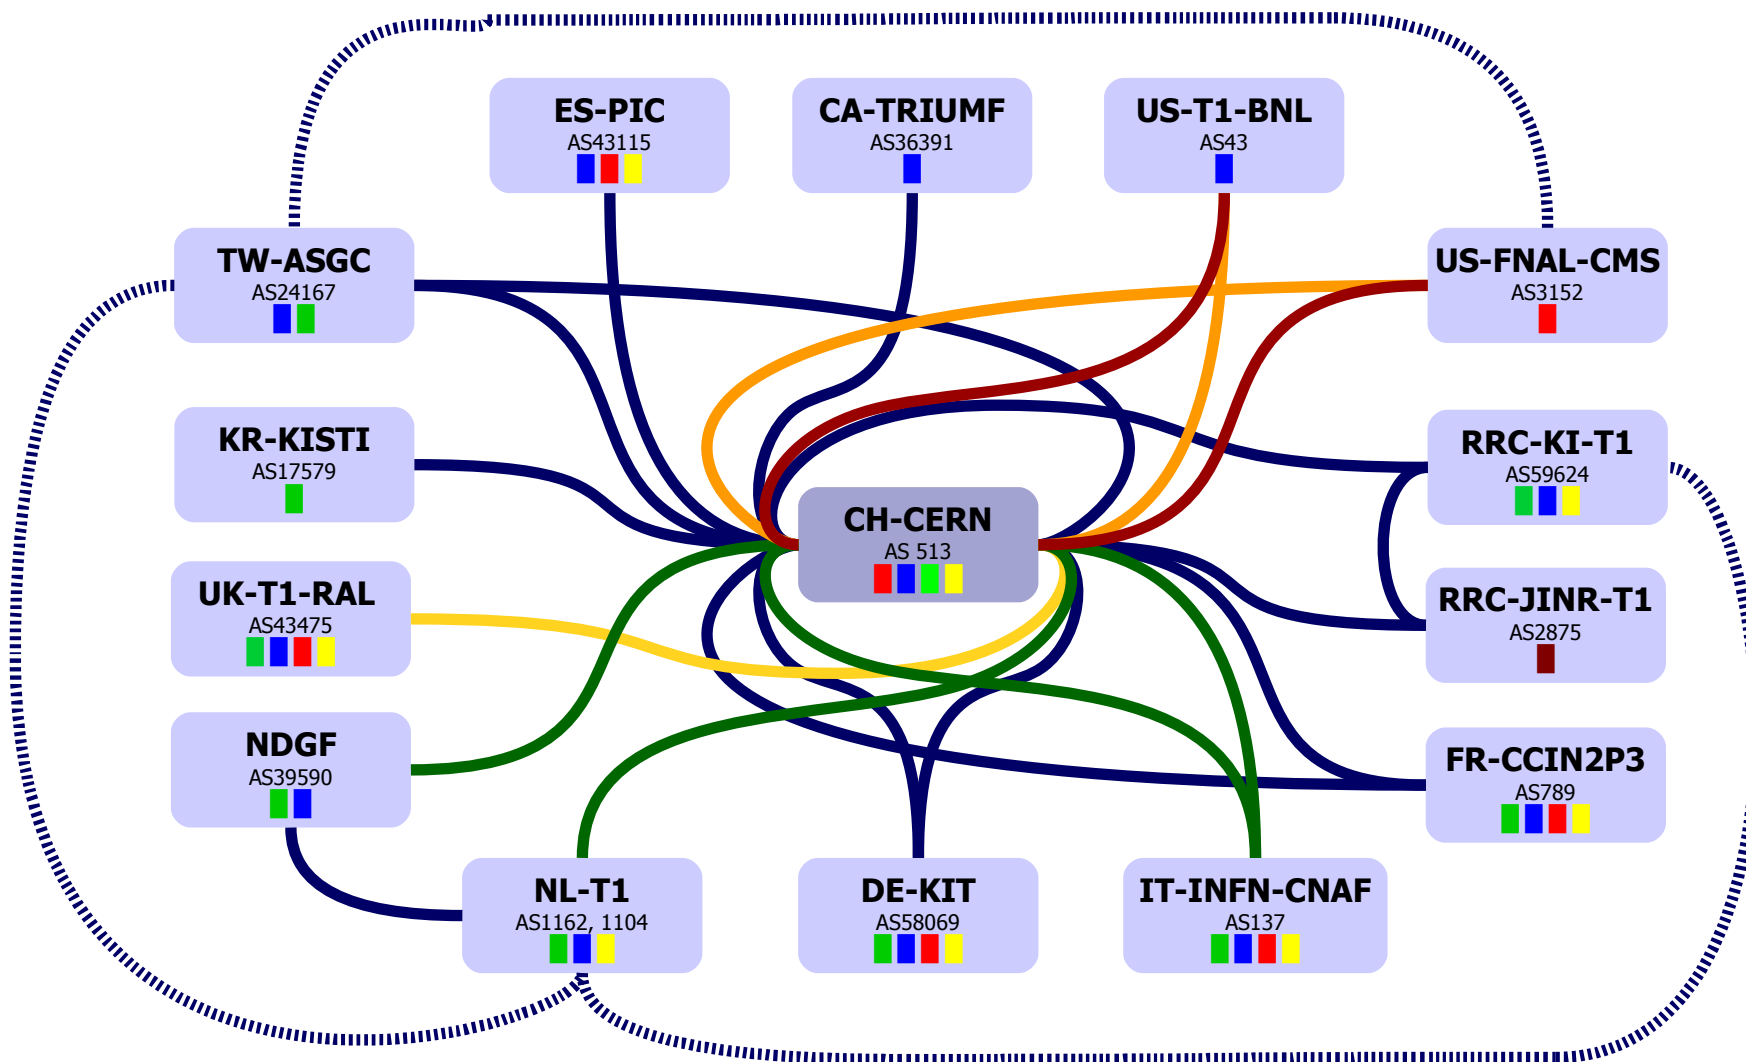 ES-PIC
AS43115
CA-TRIUMF
AS36391
US-T1-BNL
AS43
TW-ASGC
AS24167
US-FNAL-CMS
AS3152
KR-KISTI
AS17579
RRC-KI-T1
AS59624
CH-CERN
AS 513
UK-T1-RAL
AS43475
RRC-JINR-T1
AS2875
NDGF
AS39590
FR-CCIN2P3
AS789
NL-T1
AS1162, 1104
DE-KIT
AS58069
IT-INFN-CNAF
AS137